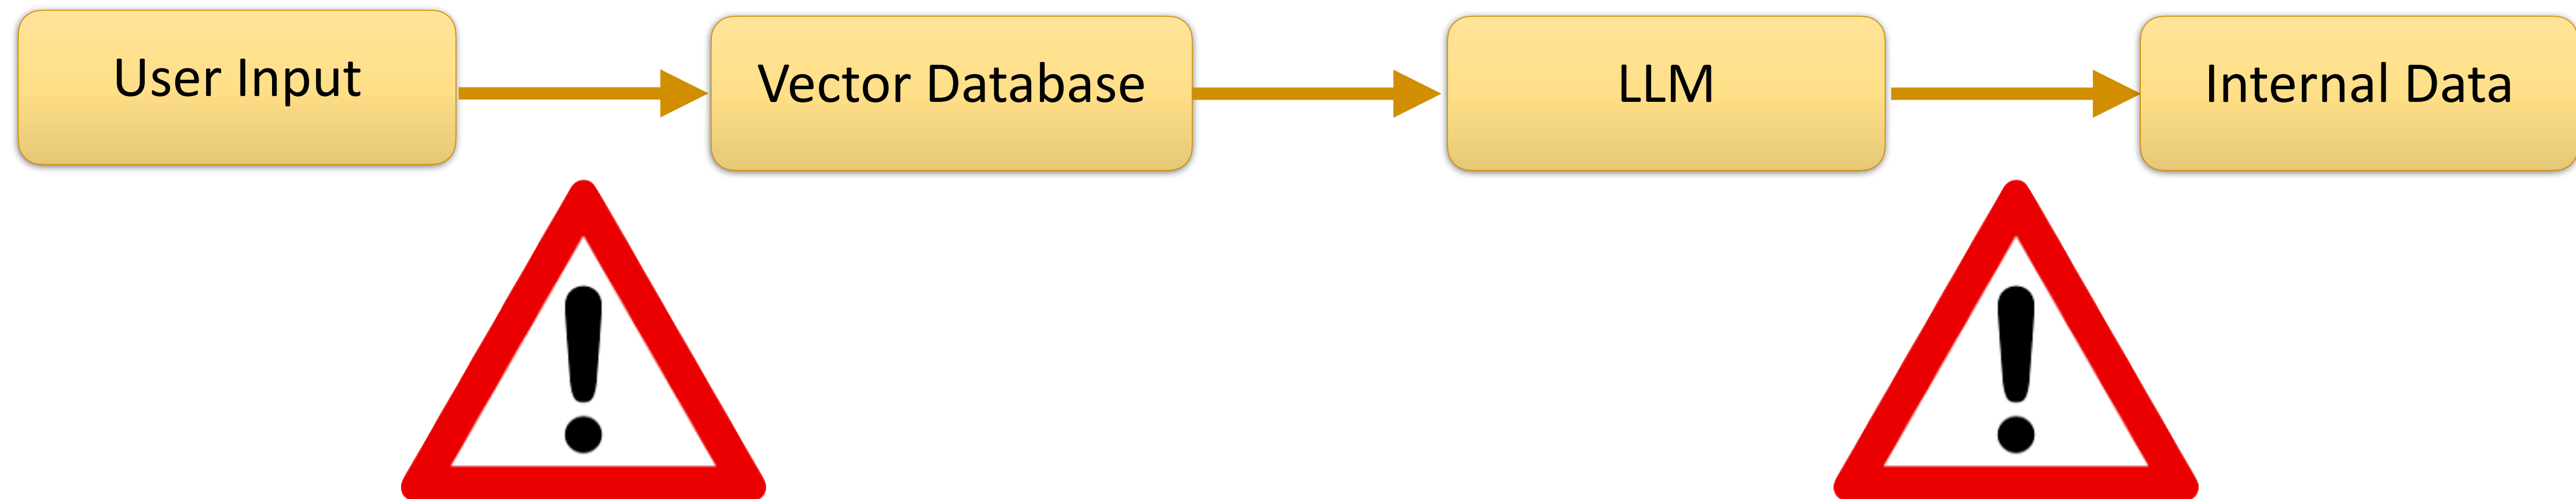 User Input
Vector Database
LLM
Internal Data